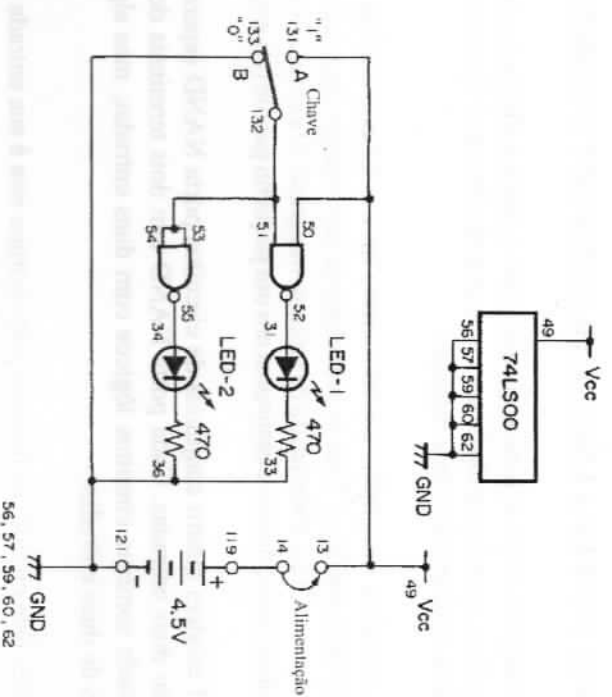 Vcc
49
74LS00
56 57 59 60 62
GND
Vcc
49
"1"
131
A
Chave
132
133
"0"
B
50
51
52
31
LED-1
470
33
53
54
55
34
LED-2
470
36
13
14
Alimentação
119
+
4.5V
-
121
GND
56, 57, 59, 60, 62